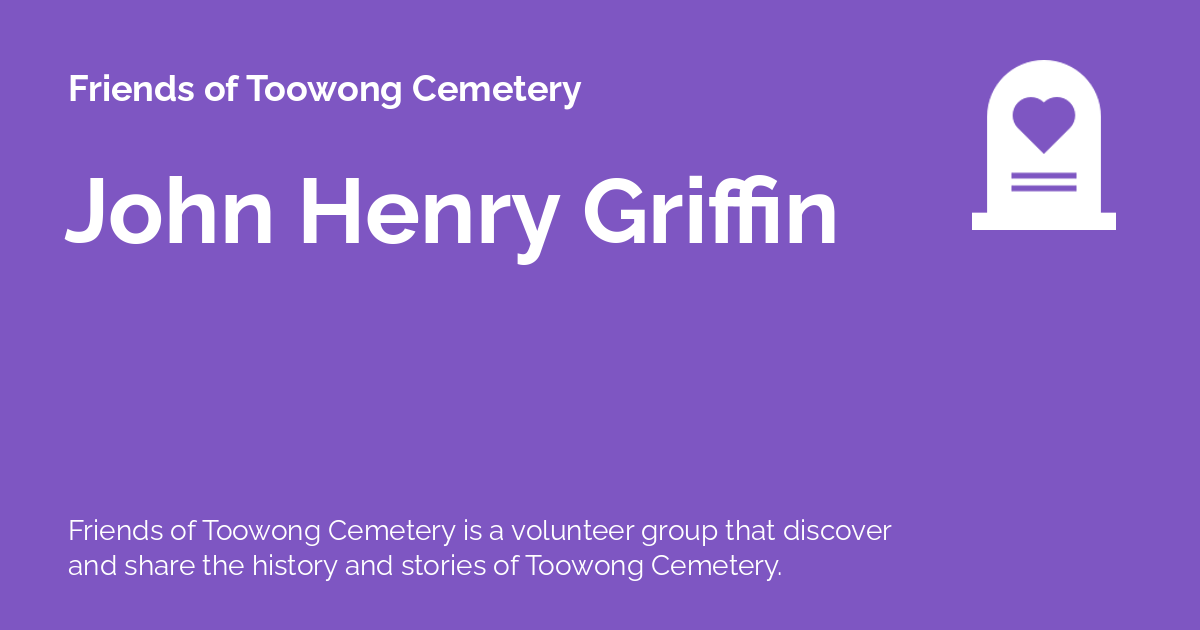 Friends of Toowong Cemetery
John Henry Griffin
Friends of Toowong Cemetery is a volunteer group that discover
and share the history and stories of Toowong Cemetery.